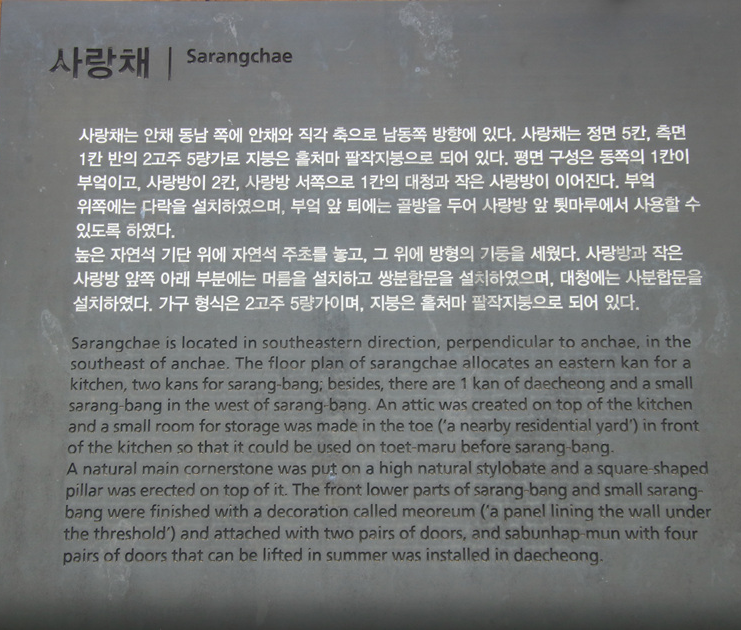 사랑채 | Sarangchae
사랑채는 안채 동남 쪽에 안채와 직각 축으로 남동쪽 방향에 있다. 사랑채는 정면 5칸, 측면
1칸 반의 2고주 5량가로 지붕은 홑처마 팔작지붕으로 되어 있다. 평면 구성은 동쪽의 1칸이
부엌이고, 사랑방이 2칸, 사랑방 서쪽으로 1칸의 대청과 작은 사랑방이 이어진다. 부엌
위쪽에는 다락을 설치하였으며, 부엌 앞 퇴에는 골방을 두어 사랑방 앞 툇마루에서 사용할 수
있도록 하였다.
높은 자연석 기단 위에 자연석 주초를 놓고, 그 위에 방형의 기둥을 세웠다. 사랑방과 작은
사랑방 앞쪽 아래 부분에는 머름을 설치하고 쌍분합문을 설치하였으며, 대청에는 사분합문을
설치하였다. 가구 형식은 2고주 5량가이며, 지붕은 홑처마 팔작지붕으로 되어 있다.
Sarangchae is located in southeastern direction, perpendicular to anchae, in the
southeast of anchae. The floor plan of sarangchae allocates an eastern kan for a
kitchen, two kans for sarang-bang; besides, there are 1 kan of daecheong and a small
sarang-bang in the west of sarang-bang. An attic was created on top of the kitchen
and a small room for storage was made in the toe ('a nearby residential yard') in front
of the kitchen so that it could be used on toet-maru before sarang-bang.
A natural main cornerstone was put on a high natural stylobate and a square-shaped
pillar was erected on top of it. The front lower parts of sarang-bang and small sarang-
bang were finished with a decoration called meoreum ('a panel lining the wall under
the threshold') and attached with two pairs of doors, and sabunhap-mun with four
pairs of doors that can be lifted in summer was installed in daecheong.